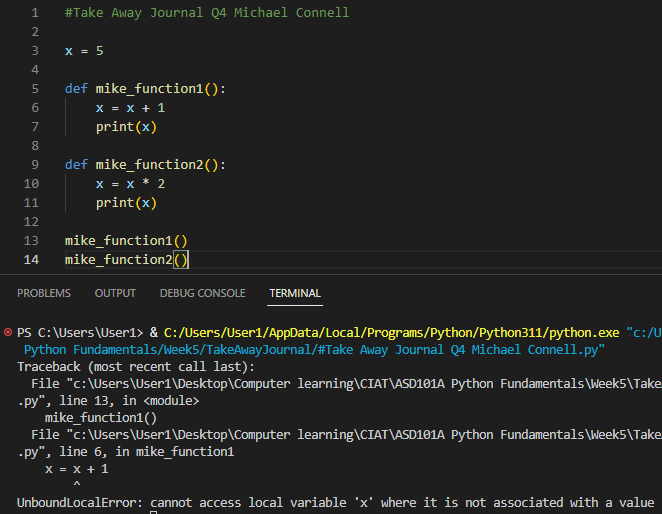 1 #Take Away Journal Q4 Michael Connell
2
3 x = 5
4
5 def mike_function1():
6     x = x + 1
7     print(x)
8
9 def mike_function2():
10     x = x * 2
11     print(x)
12
13 mike_function1()
14 mike_function2()
PROBLEMS OUTPUT DEBUG CONSOLE TERMINAL
PS C:\Users\User1> & C:/Users/User1/AppData/Local/Programs/Python/Python311/python.exe "c:/U
 Python Fundamentals/Week5/TakeAwayJournal/#Take Away Journal Q4 Michael Connell.py"
Traceback (most recent call last):
  File "c:\Users\User1\Desktop\Computer learning\CIAT\ASD101A Python Fundamentals\Week5\TakeA
.py", line 13, in <module>
    mike_function1()
  File "c:\Users\User1\Desktop\Computer learning\CIAT\ASD101A Python Fundamentals\Week5\TakeA
.py", line 6, in mike_function1
    x = x + 1
        ^
UnboundLocalError: cannot access local variable 'x' where it is not associated with a value